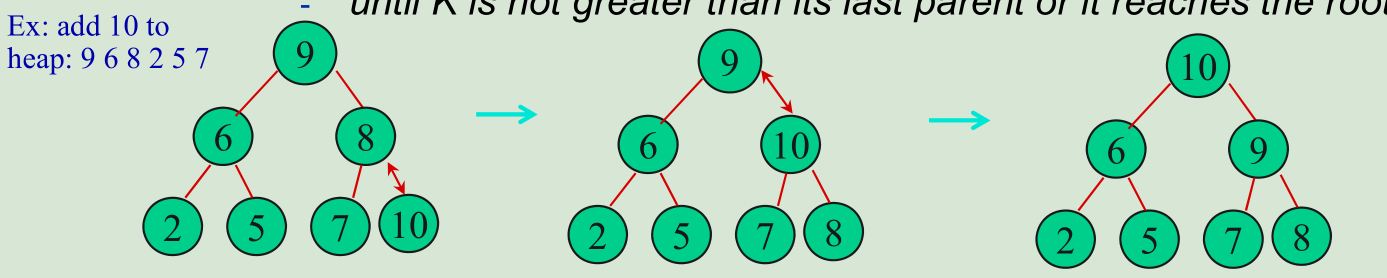 - until K is not greater than its last parent or it reaches the root
Ex: add 10 to
heap: 9 6 8 2 5 7
9
6 8
2 5 7 10
9
6 10
2 5 7 8
10
6 9
2 5 7 8